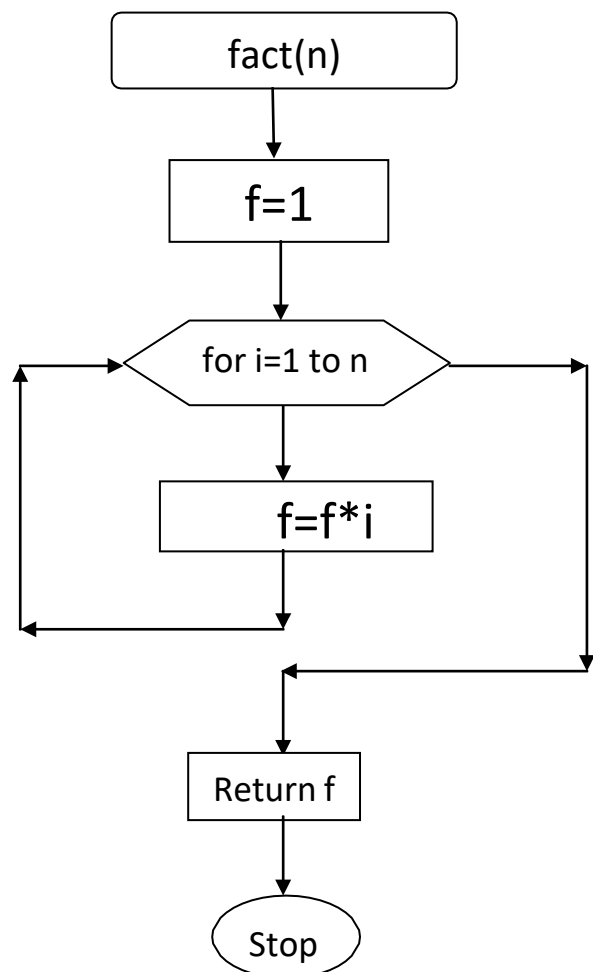 fact(n)
f=1
for i=1 to n
f=f*i
Return f
Stop